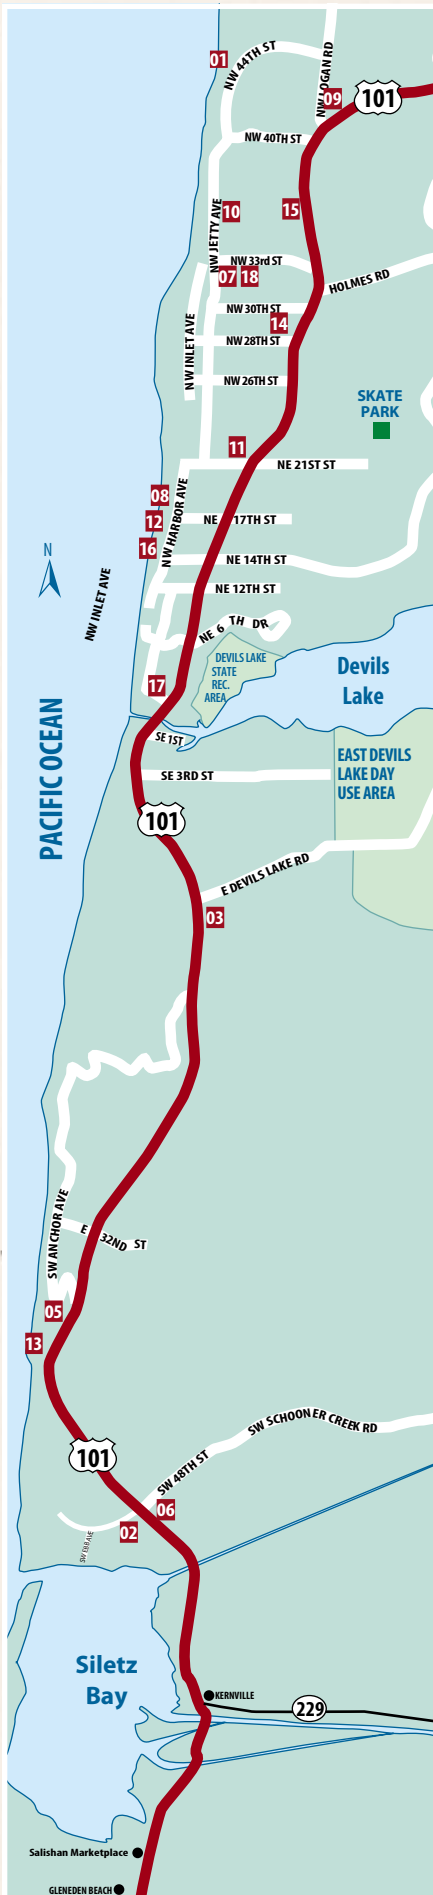 01
NW 44TH ST
NW LOGAN RD
09
101
NW 40TH ST
NW JETTY AVE
10
15
NW 33rd ST
07
18
HOLMES RD
NW 30TH ST
14
NW 28TH ST
NW INLET AVE
NW 26TH ST
SKATE
PARK
11
NE 21ST ST
08
NW HARBOR AVE
12
NE 17TH ST
16
NE 14TH ST
N
NW INLET AVE
NE 12TH ST
NE 6TH DR
DEVILS LAKE
STATE
REC.
AREA
Devils
Lake
17
PACIFIC OCEAN
SE 1ST
EAST DEVILS
LAKE DAY
USE AREA
SE 3RD ST
101
E DEVILS LAKE RD
03
SW ANCHOR AVE
E 32ND ST
05
13
101
SW SCHOONER CREEK RD
SW 48TH ST
06
02
SW EBB AVE
Siletz
Bay
KERNVILLE
229
Salishan Marketplace
GLENEDEN BEACH